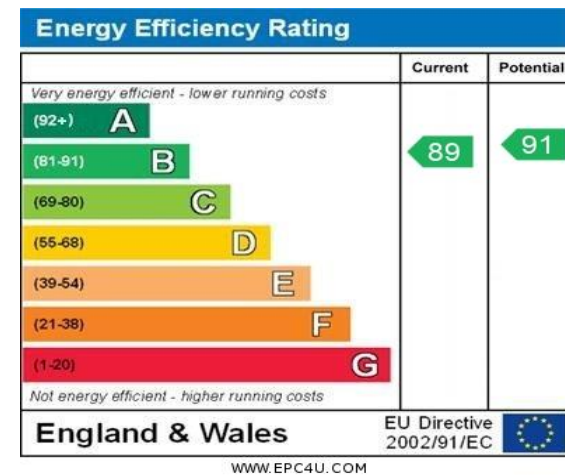 Energy Efficiency Rating
Current Potential
Very energy efficient - lower running costs
(92+) A
(81-91) B
89 91
(69-80) C
(55-68) D
(39-54) E
(21-38) F
(1-20) G
Not energy efficient - higher running costs
England & Wales
EU Directive
2002/91/EC
WWW.EPC4U.COM